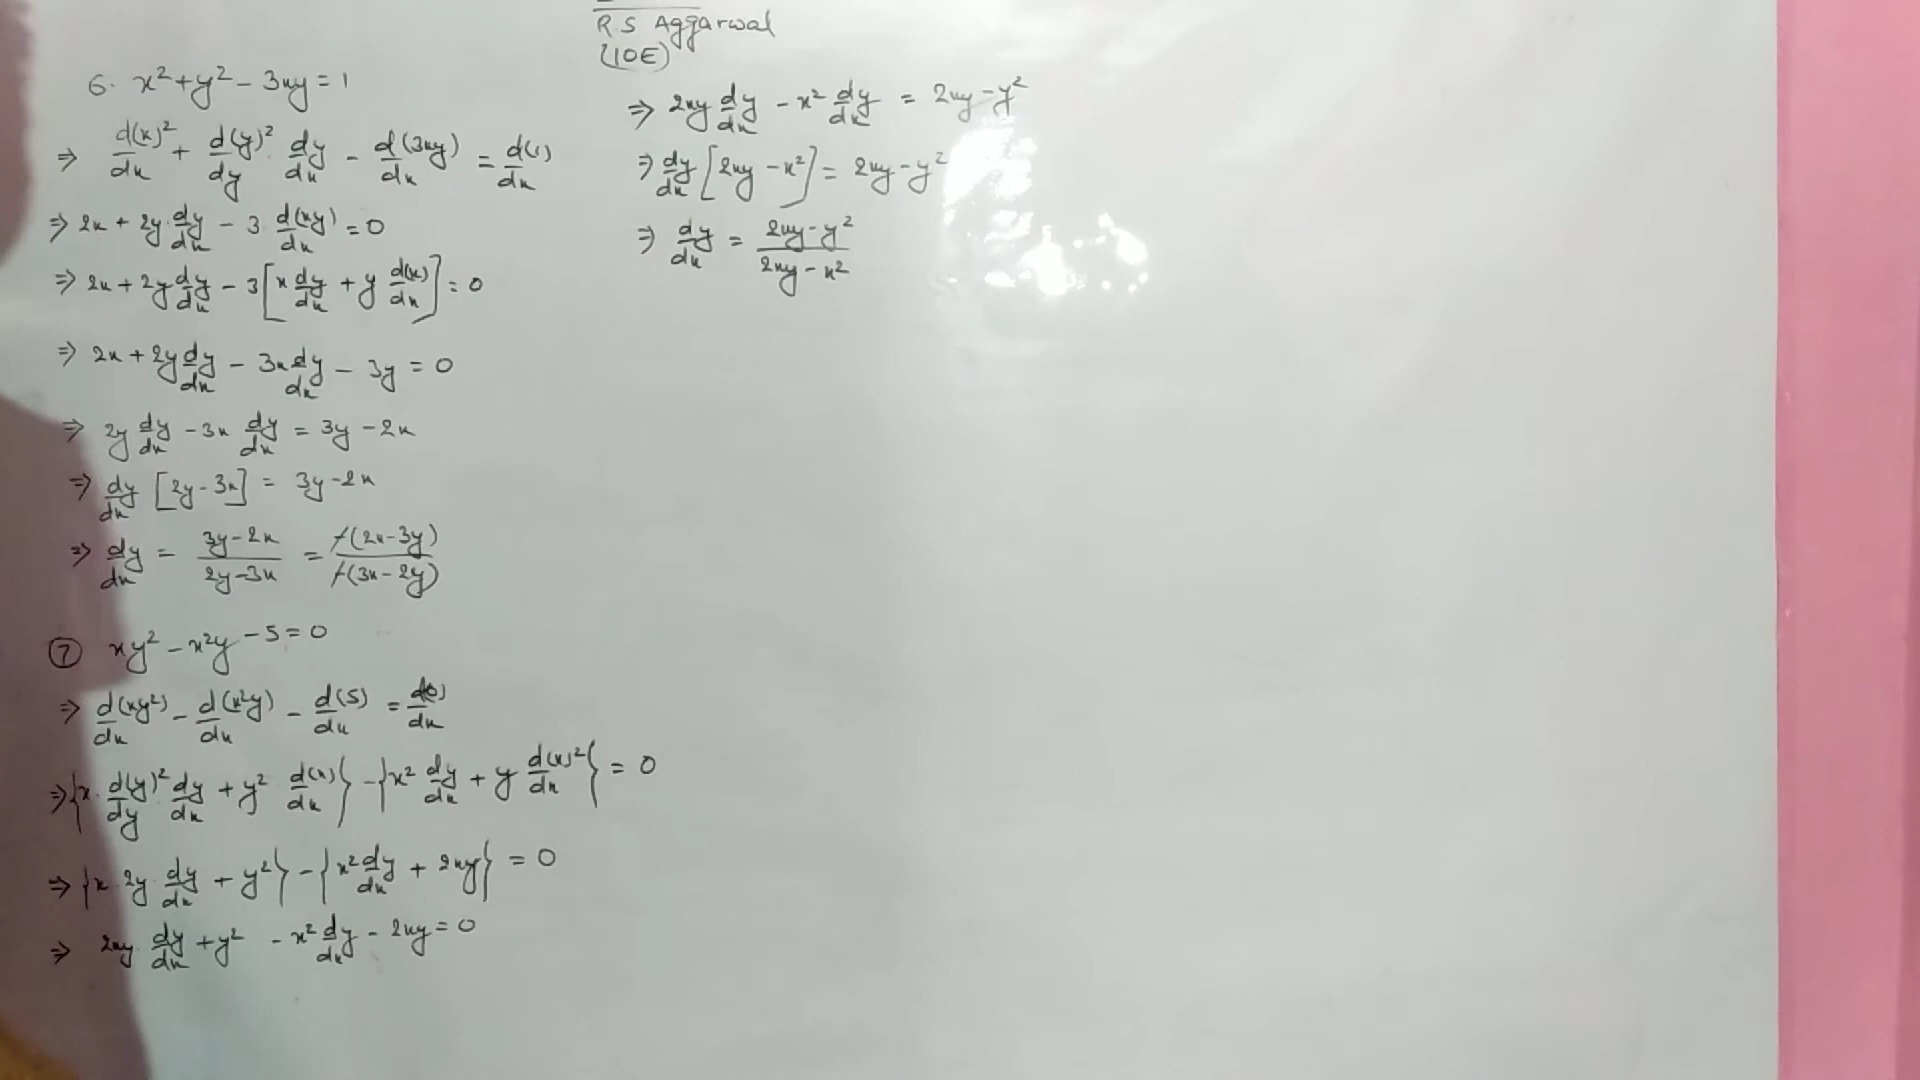 R.S Aggarwal
(10E)
6. x² + y² - 3xy = 1
⇒ d(x)²/dx + d(y)²/dy · dy/dx - d(3xy)/dx = d(1)/dx
⇒ 2x + 2y · dy/dx - 3 · d(xy)/dx = 0
⇒ 2x + 2y dy/dx - 3[x dy/dx + y d(x)/dx] = 0
⇒ 2x + 2y dy/dx - 3x dy/dx - 3y = 0
⇒ 2y dy/dx - 3x dy/dx = 3y - 2x
⇒ dy/dx [2y - 3x] = 3y - 2x
⇒ dy/dx = (3y - 2x)/(2y - 3x) = -(2x - 3y)/-(3x - 2y)
⑦ xy² - x²y - 5 = 0
⇒ d(xy²)/dx - d(x²y)/dx - d(5)/dx = d(0)/dx
⇒ {x · d(y)²/dy dy/dx + y² · d(x)/dx} - {x² dy/dx + y d(x)²/dx} = 0
⇒ {x · 2y · dy/dx + y²} - {x² dy/dx + 2xy} = 0
⇒ 2xy · dy/dx + y² - x² dy/dx - 2xy = 0
⇒ 2xy dy/dx - x² dy/dx = 2xy - y²
⇒ dy/dx [2xy - x²] = 2xy - y²
⇒ dy/dx = (2xy - y²)/(2xy - x²)